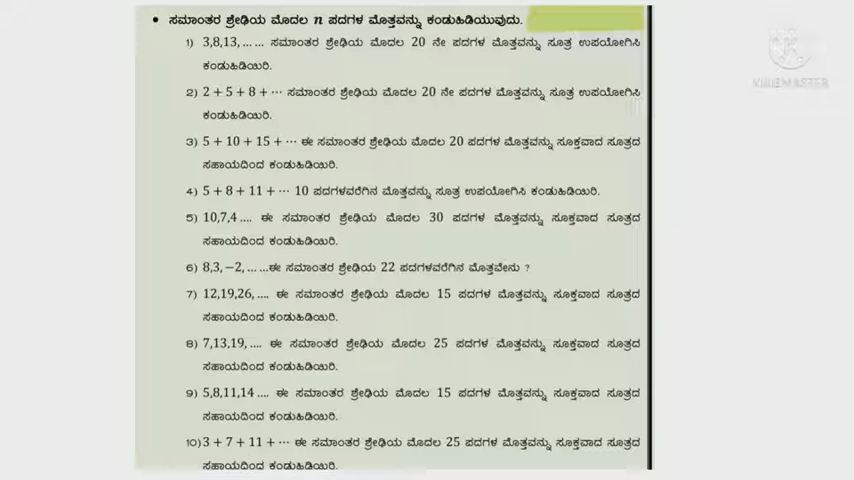 • ಸಮಾಂತರ ಶ್ರೇಢಿಯ ಮೊದಲ n ಪದಗಳ ಮೊತ್ತವನ್ನು ಕಂಡುಹಿಡಿಯುವುದು.
1) 3,8,13, … … ಸಮಾಂತರ ಶ್ರೇಢಿಯ ಮೊದಲ 20 ನೇ ಪದಗಳ ಮೊತ್ತವನ್ನು ಸೂತ್ರ ಉಪಯೋಗಿಸಿ
ಕಂಡುಹಿಡಿಯಿರಿ.
2) 2 + 5 + 8 + ⋯ ಸಮಾಂತರ ಶ್ರೇಢಿಯ ಮೊದಲ 20 ನೇ ಪದಗಳ ಮೊತ್ತವನ್ನು ಸೂತ್ರ ಉಪಯೋಗಿಸಿ
ಕಂಡುಹಿಡಿಯಿರಿ.
3) 5 + 10 + 15 + ⋯ ಈ ಸಮಾಂತರ ಶ್ರೇಢಿಯ ಮೊದಲ 20 ಪದಗಳ ಮೊತ್ತವನ್ನು ಸೂಕ್ತವಾದ ಸೂತ್ರದ
ಸಹಾಯದಿಂದ ಕಂಡುಹಿಡಿಯಿರಿ.
4) 5 + 8 + 11 + ⋯ 10 ಪದಗಳವರೆಗಿನ ಮೊತ್ತವನ್ನು ಸೂತ್ರ ಉಪಯೋಗಿಸಿ ಕಂಡುಹಿಡಿಯಿರಿ.
5) 10,7,4 …. ಈ ಸಮಾಂತರ ಶ್ರೇಢಿಯ ಮೊದಲ 30 ಪದಗಳ ಮೊತ್ತವನ್ನು ಸೂಕ್ತವಾದ ಸೂತ್ರದ
ಸಹಾಯದಿಂದ ಕಂಡುಹಿಡಿಯಿರಿ.
6) 8,3, −2, … …ಈ ಸಮಾಂತರ ಶ್ರೇಢಿಯ 22 ಪದಗಳವರೆಗಿನ ಮೊತ್ತವೇನು ?
7) 12,19,26, …. ಈ ಸಮಾಂತರ ಶ್ರೇಢಿಯ ಮೊದಲ 15 ಪದಗಳ ಮೊತ್ತವನ್ನು ಸೂಕ್ತವಾದ ಸೂತ್ರದ
ಸಹಾಯದಿಂದ ಕಂಡುಹಿಡಿಯಿರಿ.
8) 7,13,19, …. ಈ ಸಮಾಂತರ ಶ್ರೇಢಿಯ ಮೊದಲ 25 ಪದಗಳ ಮೊತ್ತವನ್ನು ಸೂಕ್ತವಾದ ಸೂತ್ರದ
ಸಹಾಯದಿಂದ ಕಂಡುಹಿಡಿಯಿರಿ.
9) 5,8,11,14 …. ಈ ಸಮಾಂತರ ಶ್ರೇಢಿಯ ಮೊದಲ 15 ಪದಗಳ ಮೊತ್ತವನ್ನು ಸೂಕ್ತವಾದ ಸೂತ್ರದ
ಸಹಾಯದಿಂದ ಕಂಡುಹಿಡಿಯಿರಿ.
10) 3 + 7 + 11 + ⋯ ಈ ಸಮಾಂತರ ಶ್ರೇಢಿಯ ಮೊದಲ 25 ಪದಗಳ ಮೊತ್ತವನ್ನು ಸೂಕ್ತವಾದ ಸೂತ್ರದ
ಸಹಾಯದಿಂದ ಕಂಡುಹಿಡಿಯಿರಿ.
KINEMASTER